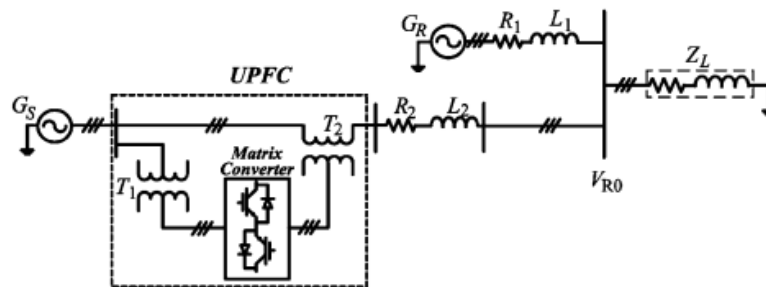 G_R R_1 L_1
UPFC
Z_L
G_S
T_2
R_2 L_2
Matrix
Converter
T_1
V_R0